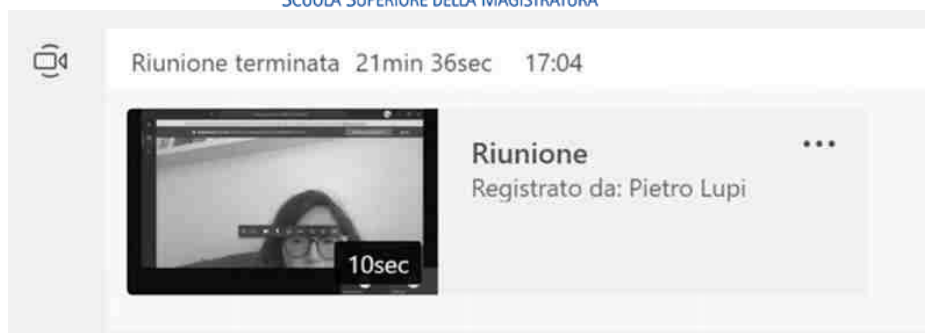 SCUOLA SUPERIORE DELLA MAGISTRATURA
Riunione terminata 21min 36sec 17:04
Riunione
Registrato da: Pietro Lupi
10sec